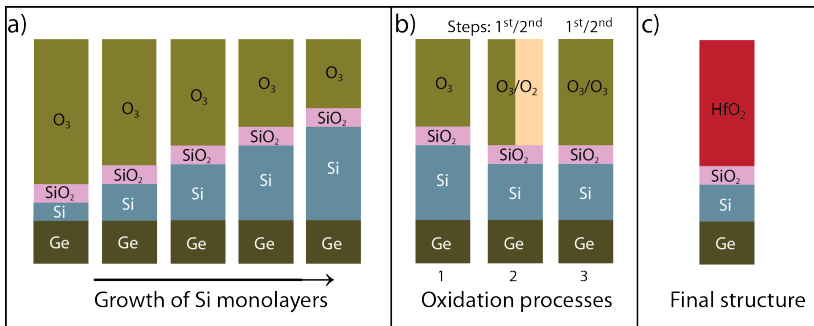 a)
O₃ O₃ O₃ O₃ O₃
SiO₂ SiO₂ SiO₂ SiO₂ SiO₂
Si Si Si Si Si
Ge Ge Ge Ge Ge
Growth of Si monolayers
b)
Steps: 1ˢᵗ/2ⁿᵈ 1ˢᵗ/2ⁿᵈ
O₃ O₃/O₂ O₃/O₃
SiO₂ SiO₂ SiO₂
Si Si Si
Ge Ge Ge
1 2 3
Oxidation processes
c)
HfO₂
SiO₂
Si
Ge
Final structure